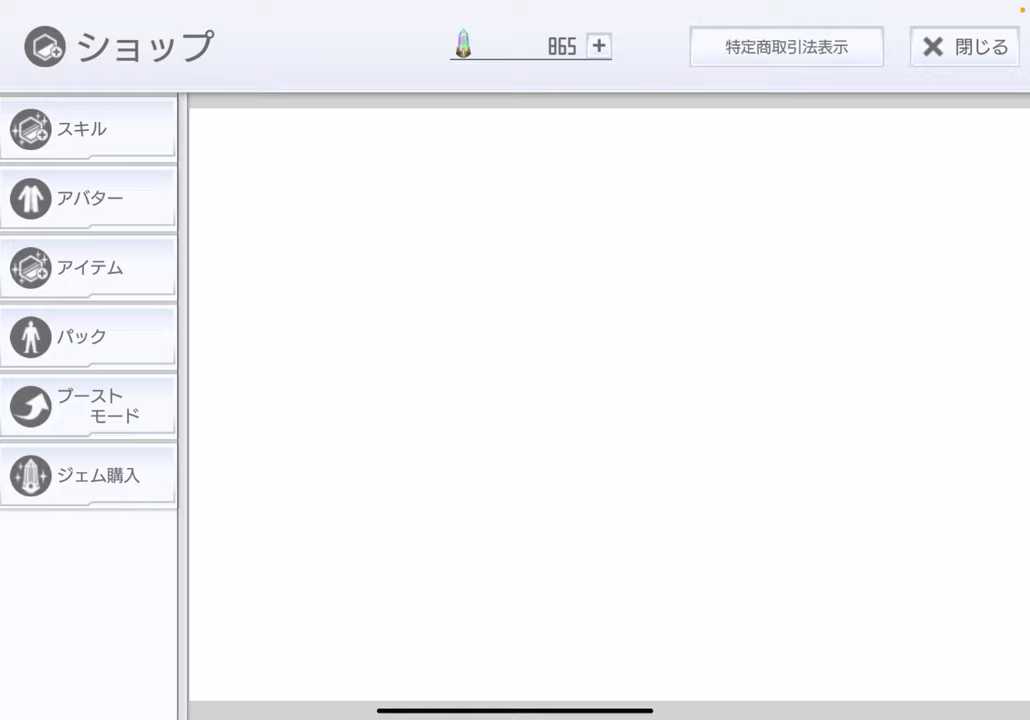 ショップ
865
特定商取引法表示
閉じる
スキル
アバター
アイテム
パック
ブースト
モード
ジェム購入